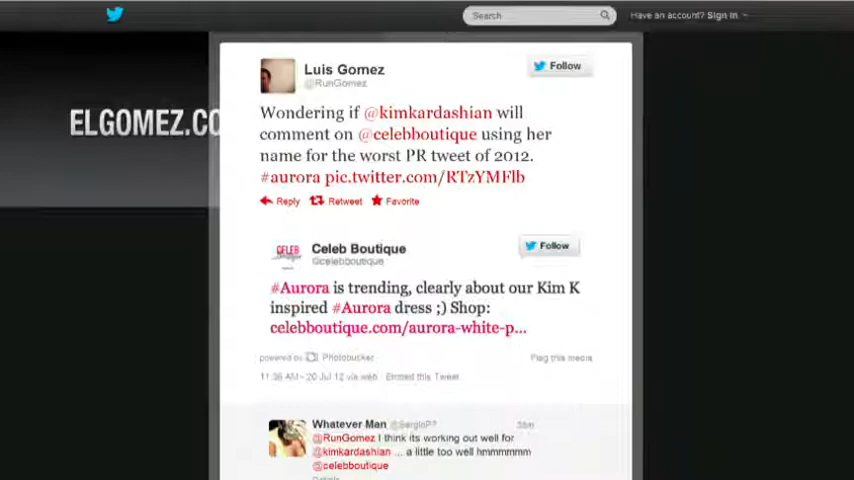 Search
Have an account? Sign in
Luis Gomez
@RunGomez
Follow
ELGOMEZ.CO
Wondering if @kimkardashian will
comment on @celebboutique using her
name for the worst PR tweet of 2012.
#aurora pic.twitter.com/RTzYMFlb
Reply Retweet Favorite
CELEB
Celeb Boutique
@celebboutique
Follow
#Aurora is trending, clearly about our Kim K
inspired #Aurora dress ;) Shop:
celebboutique.com/aurora-white-p...
powered by Photobucket
Flag this media
11:36 AM - 20 Jul 12 via web Embed this Tweet
Whatever Man @SergioP7
@RunGomez I think its working out well for
@kimkardashian ... a little too well hmmmmmm
@celebboutique